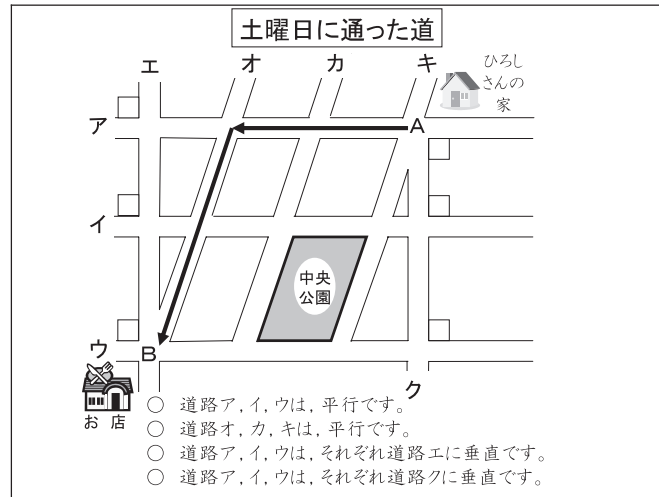 土曜日に通った道
エ オ カ キ
ひろし
さんの
家
ア
A
イ
中央
公園
ウ
B
ク
お店
○ 道路ア,イ,ウは,平行です。
○ 道路オ,カ,キは,平行です。
○ 道路ア,イ,ウは,それぞれ道路エに垂直です。
○ 道路ア,イ,ウは,それぞれ道路クに垂直です。